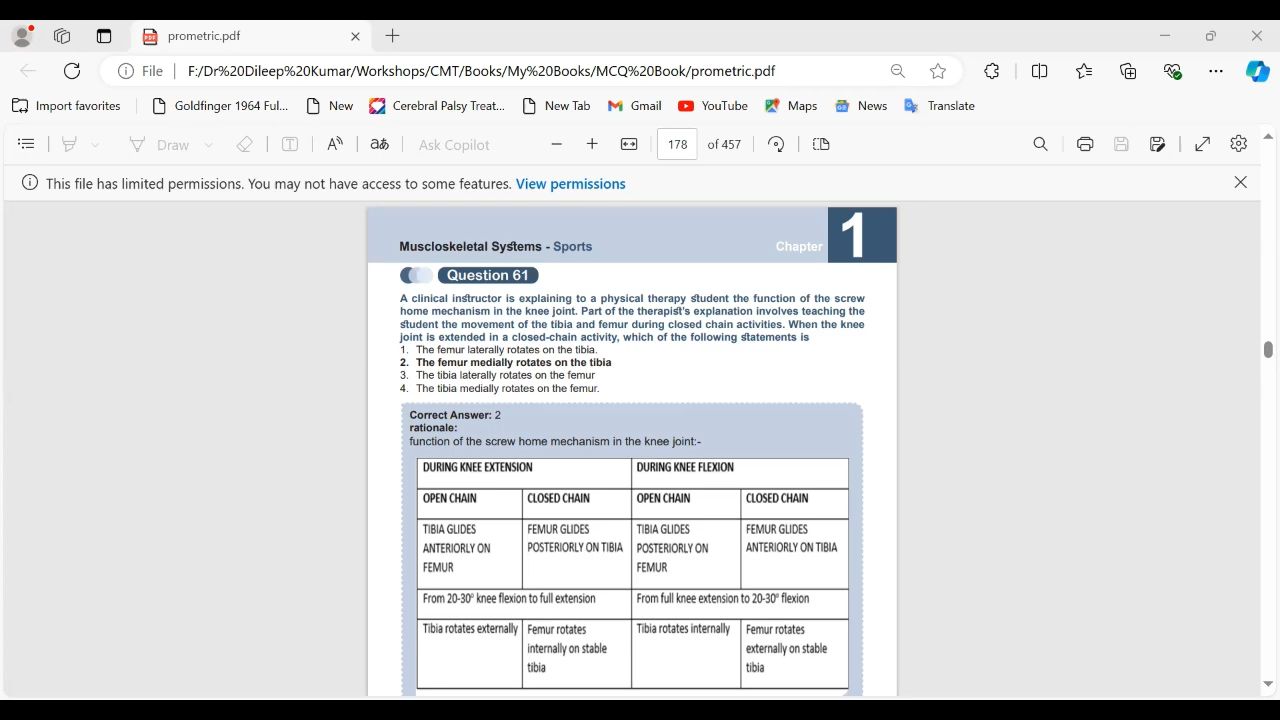 prometric.pdf
File
F:/Dr%20Dileep%20Kumar/Workshops/CMT/Books/My%20Books/MCQ%20Book/prometric.pdf
Import favorites
Goldfinger 1964 Ful...
New
Cerebral Palsy Treat...
New Tab
Gmail
YouTube
Maps
News
Translate
Draw
aあ
Ask Copilot
178
of 457
This file has limited permissions. You may not have access to some features. View permissions
Muscloskeletal Systems - Sports
Chapter
1
Question 61
A clinical instructor is explaining to a physical therapy student the function of the screw
home mechanism in the knee joint. Part of the therapist's explanation involves teaching the
student the movement of the tibia and femur during closed chain activities. When the knee
joint is extended in a closed-chain activity, which of the following statements is
1. The femur laterally rotates on the tibia.
2. The femur medially rotates on the tibia
3. The tibia laterally rotates on the femur
4. The tibia medially rotates on the femur.
Correct Answer: 2
rationale:
function of the screw home mechanism in the knee joint:-
DURING KNEE EXTENSION
DURING KNEE FLEXION
OPEN CHAIN
CLOSED CHAIN
OPEN CHAIN
CLOSED CHAIN
TIBIA GLIDES
ANTERIORLY ON
FEMUR
FEMUR GLIDES
POSTERIORLY ON TIBIA
TIBIA GLIDES
POSTERIORLY ON
FEMUR
FEMUR GLIDES
ANTERIORLY ON TIBIA
From 20-30° knee flexion to full extension
From full knee extension to 20-30° flexion
Tibia rotates externally
Femur rotates
internally on stable
tibia
Tibia rotates internally
Femur rotates
externally on stable
tibia